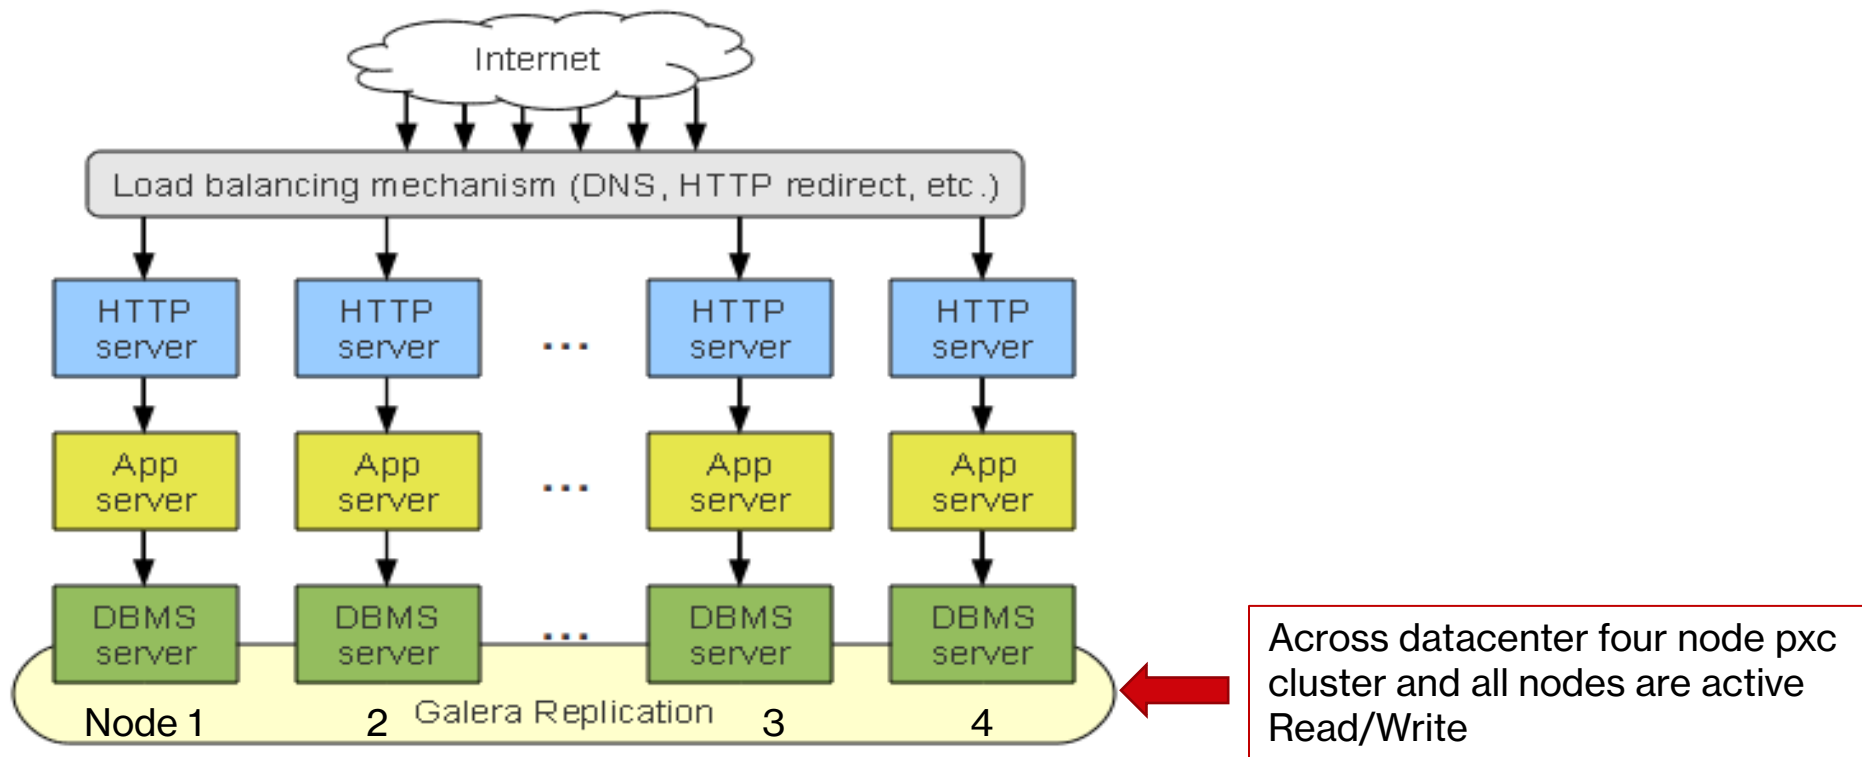 Internet
Load balancing mechanism (DNS, HTTP redirect, etc.)
HTTP server
HTTP server
...
HTTP server
HTTP server
App server
App server
...
App server
App server
DBMS server
DBMS server
...
DBMS server
DBMS server
Node 1
2
Galera Replication
3
4
Across datacenter four node pxc
cluster and all nodes are active
Read/Write